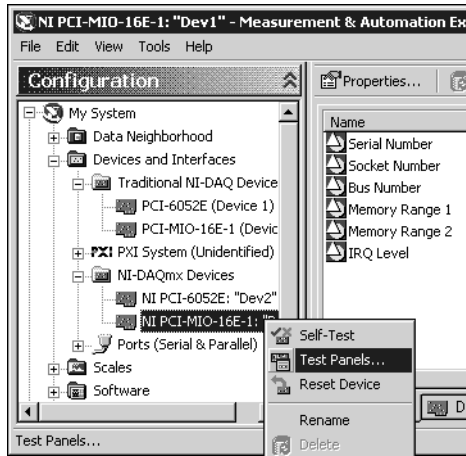 NI PCI-MIO-16E-1: "Dev1" - Measurement & Automation Ex
File Edit View Tools Help
Configuration
Properties...
My System
Data Neighborhood
Devices and Interfaces
Traditional NI-DAQ Device
PCI-6052E (Device 1)
PCI-MIO-16E-1 (Devic
PXI PXI System (Unidentified)
NI-DAQmx Devices
NI PCI-6052E: "Dev2"
NI PCI-MIO-16E-1: "D
Ports (Serial & Parallel)
Scales
Software
Name
Serial Number
Socket Number
Bus Number
Memory Range 1
Memory Range 2
IRQ Level
Self-Test
Test Panels...
Reset Device
Rename
Delete
D
Test Panels...